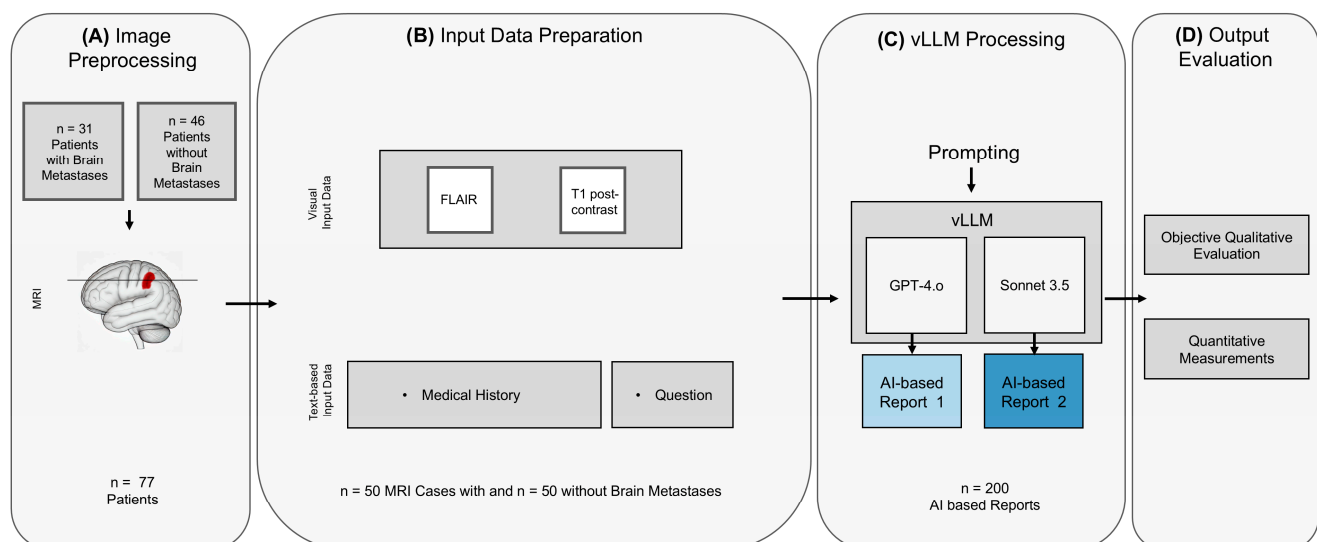 (A) Image
Preprocessing
n = 31
Patients
with Brain
Metastases
n = 46
Patients
without
Brain
Metastases
MRI
n = 77
Patients
(B) Input Data Preparation
Visual
Input Data
FLAIR
T1 post-
contrast
Text-based
Input Data
• Medical History
• Question
n = 50 MRI Cases with and n = 50 without Brain Metastases
(C) vLLM Processing
Prompting
vLLM
GPT-4.o
Sonnet 3.5
AI-based
Report 1
AI-based
Report 2
n = 200
AI based Reports
(D) Output
Evaluation
Objective Qualitative
Evaluation
Quantitative
Measurements